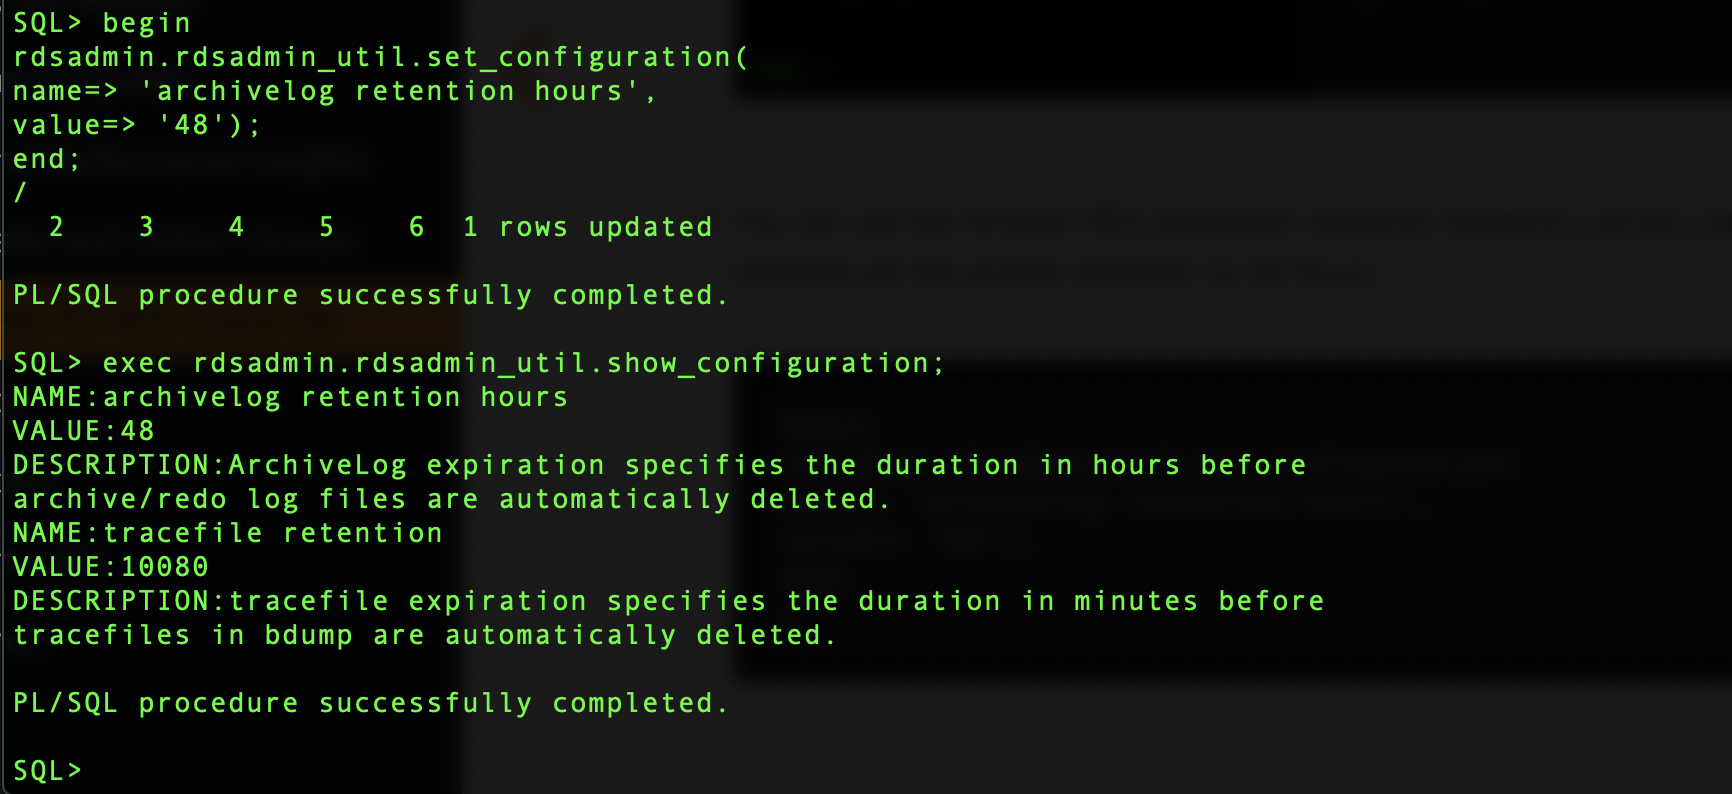 SQL> begin
rdsadmin.rdsadmin_util.set_configuration(
name=> 'archivelog retention hours',
value=> '48');
end;
/
  2    3    4    5    6  1 rows updated
PL/SQL procedure successfully completed.
SQL> exec rdsadmin.rdsadmin_util.show_configuration;
NAME:archivelog retention hours
VALUE:48
DESCRIPTION:ArchiveLog expiration specifies the duration in hours before
archive/redo log files are automatically deleted.
NAME:tracefile retention
VALUE:10080
DESCRIPTION:tracefile expiration specifies the duration in minutes before
tracefiles in bdump are automatically deleted.
PL/SQL procedure successfully completed.
SQL>